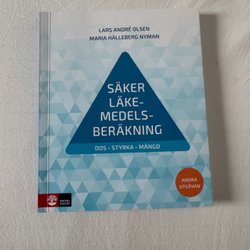 LARS ANDRÉ OLSEN
MARIA HÄLLEBERG NYMAN
SÄKER
LÄKE-
MEDELS-
BERÄKNING
DOS • STYRKA • MÄNGD
ANDRA
UTGÅVAN